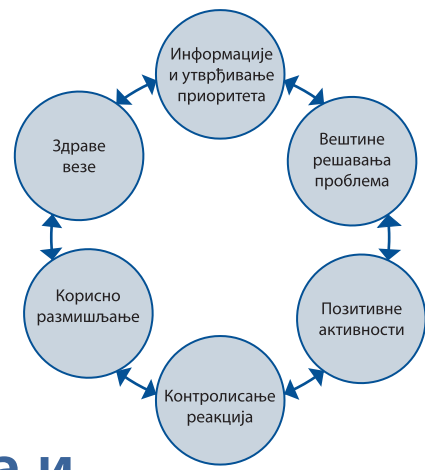 Информације
и утврђивање
приоритета
Вештине
решавања
проблема
Позитивне
активности
Контролисање
реакција
Корисно
размишљање
Здраве
везе
и